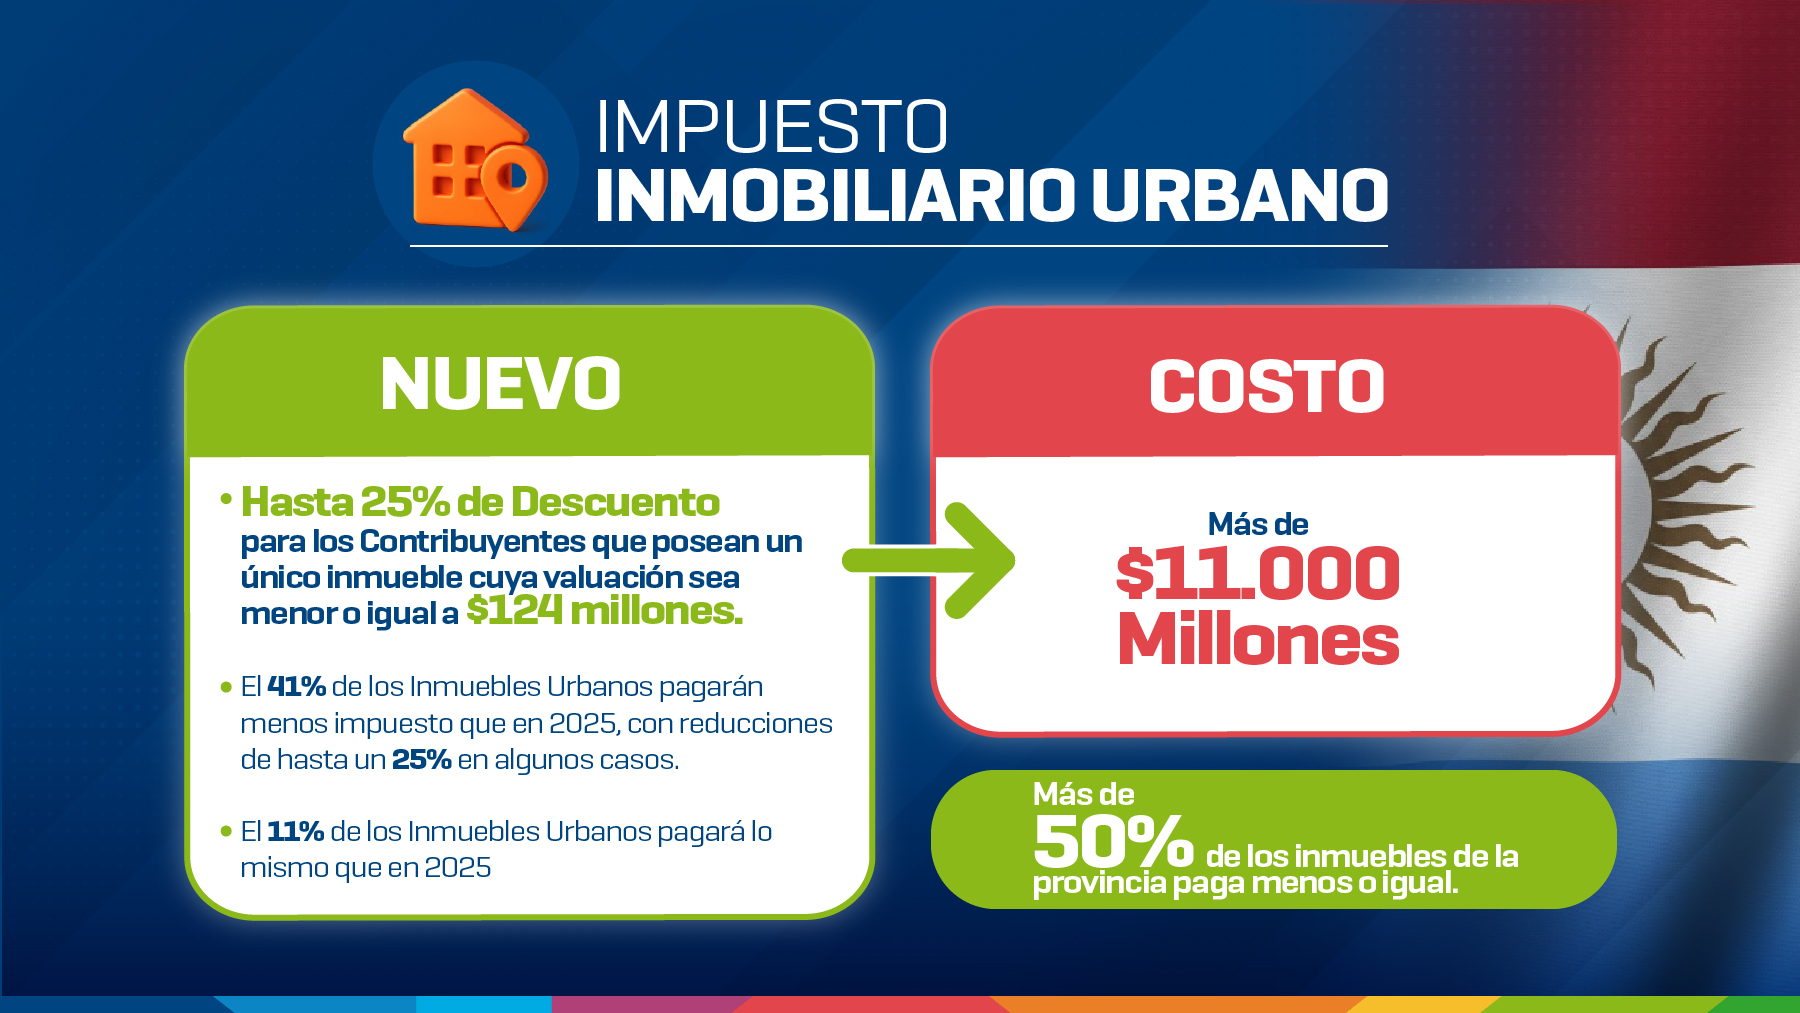 IMPUESTO
INMOBILIARIO URBANO
NUEVO
• Hasta 25% de Descuento
para los Contribuyentes que posean un
único inmueble cuya valuación sea
menor o igual a $124 millones.
• El 41% de los Inmuebles Urbanos pagarán
menos impuesto que en 2025, con reducciones
de hasta un 25% en algunos casos.
• El 11% de los Inmuebles Urbanos pagará lo
mismo que en 2025
COSTO
Más de
$11.000
Millones
Más de
50% de los inmuebles de la
provincia paga menos o igual.